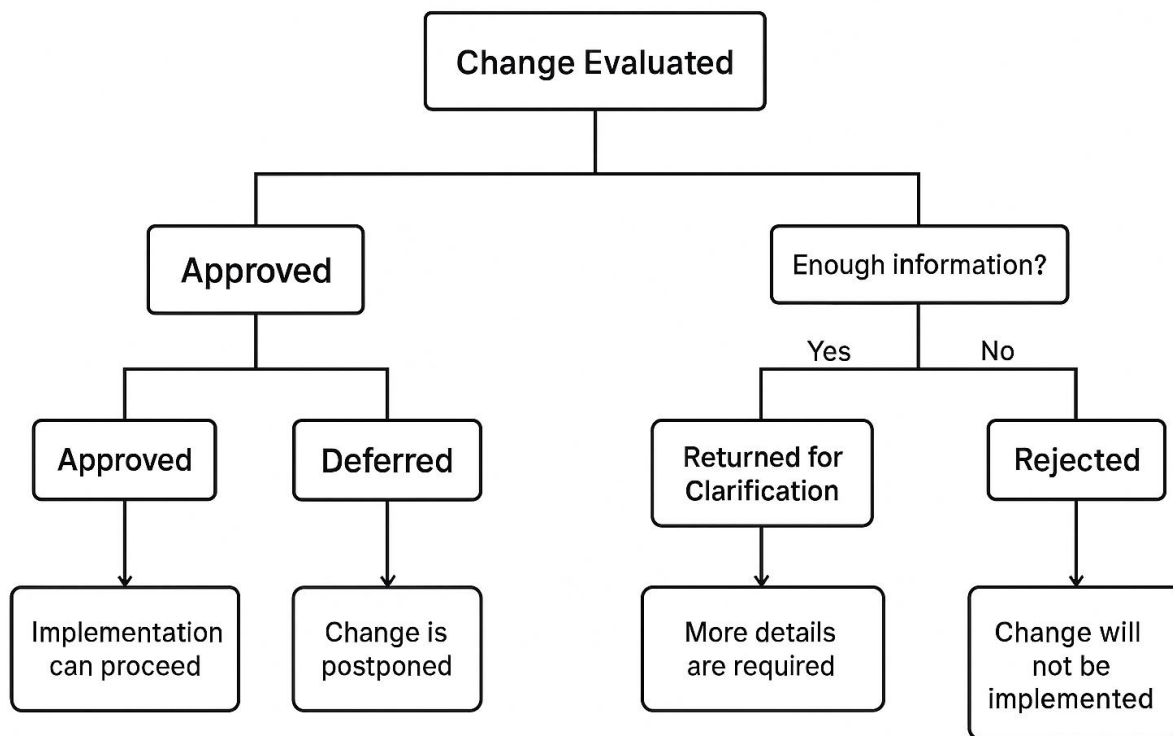 Change Evaluated
Approved
Enough information?
Yes
No
Approved
Deferred
Returned for
Clarification
Rejected
Implementation
can proceed
Change is
postponed
More details
are required
Change will
not be
implemented